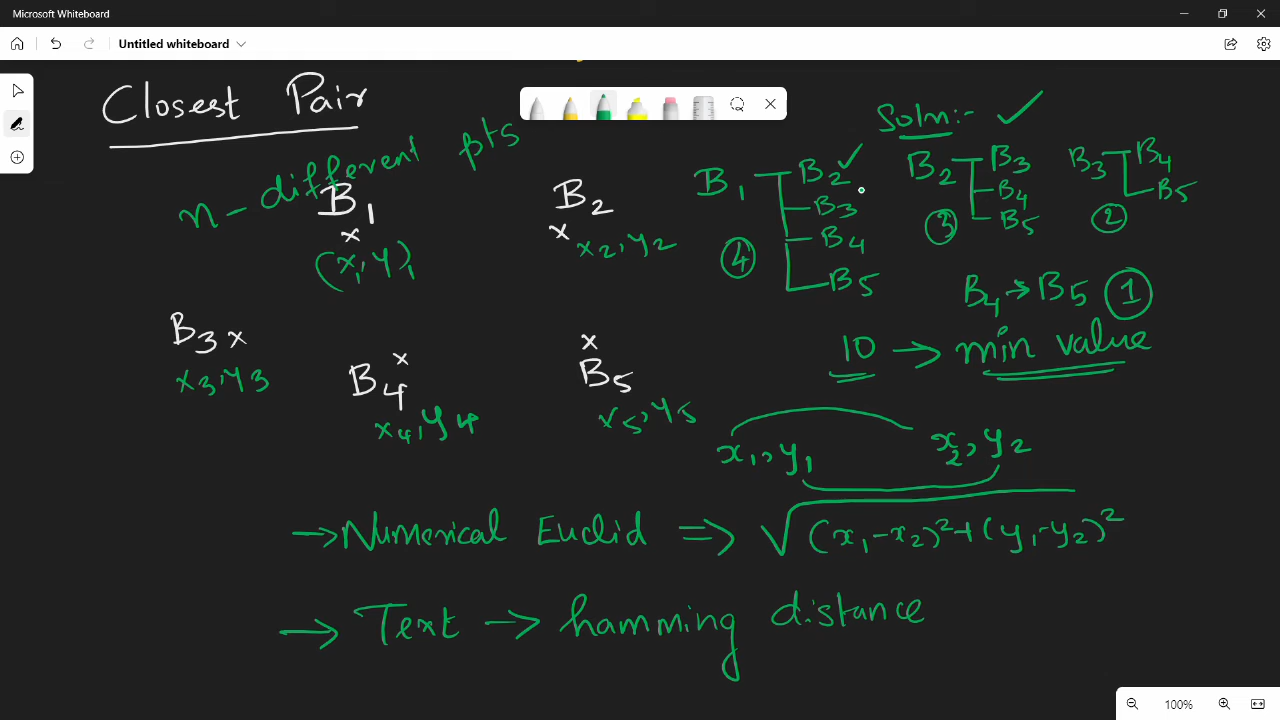 Microsoft Whiteboard
Untitled whiteboard
Closest Pair
n - different pts
B1
(x1, y1)
B2
x2, y2
B3
x3, y3
B4
x4, y4
B5
x5, y5
Soln:- ✓
B1 B2 ✓
B3
B4
B5
④
B2 B3
B4
B5
③
B3 B4
B5
②
B4 → B5 ①
10 → min value
x1, y1 x2, y2
→ Numerical Euclid ⇒ √(x1-x2)²+(y1-y2)²
→ Text → hamming distance
100%